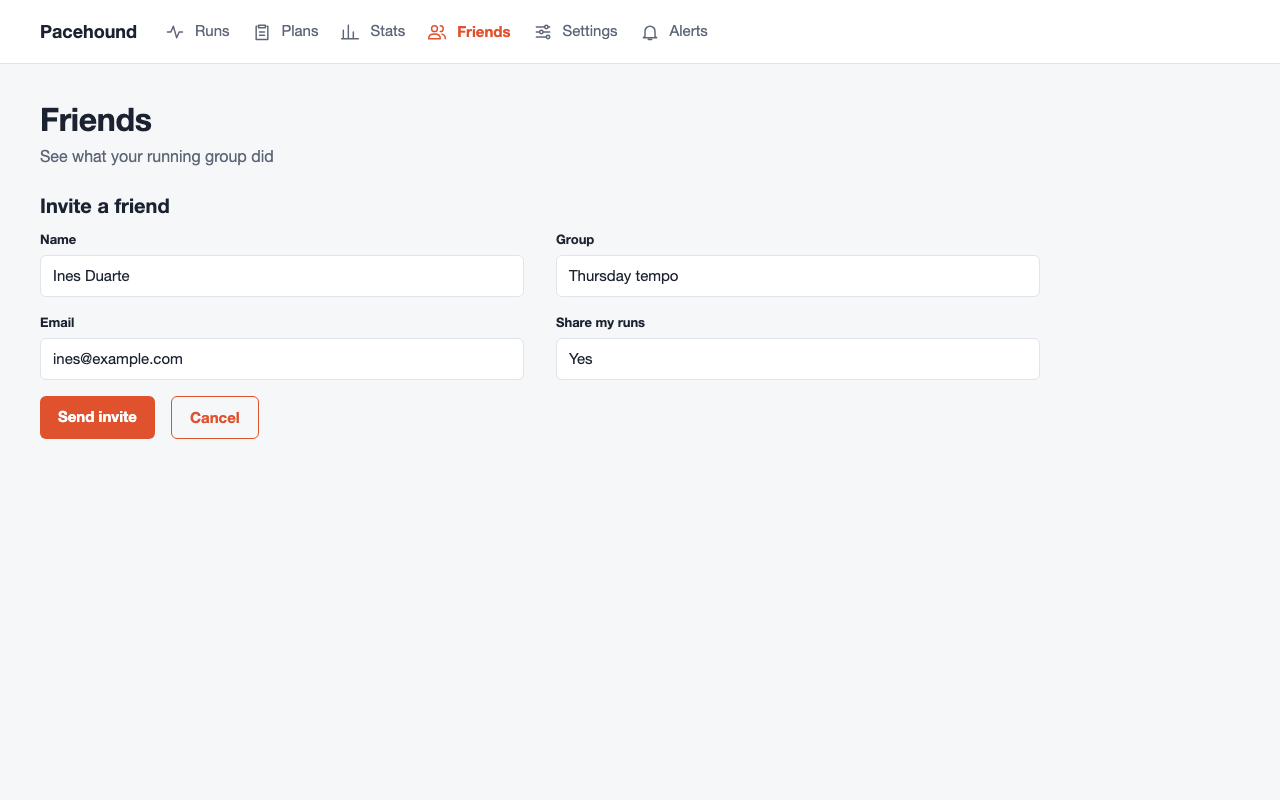 Pacehound Runs Plans Stats Friends Settings Alerts
Friends
See what your running group did
Invite a friend
Name Group
Ines Duarte Thursday tempo
Email Share my runs
ines@example.com Yes
Send invite Cancel